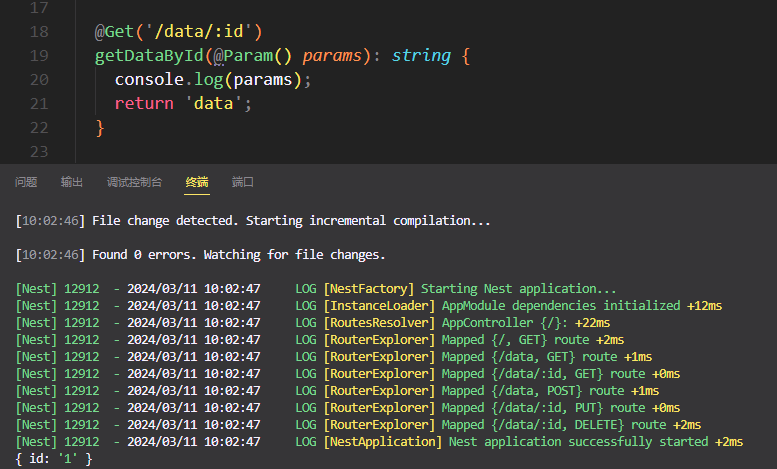 17
18 @Get('/data/:id')
19 getDataById(@Param() params): string {
20 console.log(params);
21 return 'data';
22 }
23
问题 输出 调试控制台 终端 端口
[10:02:46] File change detected. Starting incremental compilation...
[10:02:46] Found 0 errors. Watching for file changes.
[Nest] 12912 - 2024/03/11 10:02:47 LOG [NestFactory] Starting Nest application...
[Nest] 12912 - 2024/03/11 10:02:47 LOG [InstanceLoader] AppModule dependencies initialized +12ms
[Nest] 12912 - 2024/03/11 10:02:47 LOG [RoutesResolver] AppController {/}: +22ms
[Nest] 12912 - 2024/03/11 10:02:47 LOG [RouterExplorer] Mapped {/, GET} route +2ms
[Nest] 12912 - 2024/03/11 10:02:47 LOG [RouterExplorer] Mapped {/data, GET} route +1ms
[Nest] 12912 - 2024/03/11 10:02:47 LOG [RouterExplorer] Mapped {/data/:id, GET} route +0ms
[Nest] 12912 - 2024/03/11 10:02:47 LOG [RouterExplorer] Mapped {/data, POST} route +1ms
[Nest] 12912 - 2024/03/11 10:02:47 LOG [RouterExplorer] Mapped {/data/:id, PUT} route +0ms
[Nest] 12912 - 2024/03/11 10:02:47 LOG [RouterExplorer] Mapped {/data/:id, DELETE} route +2ms
[Nest] 12912 - 2024/03/11 10:02:47 LOG [NestApplication] Nest application successfully started +2ms
{ id: '1' }